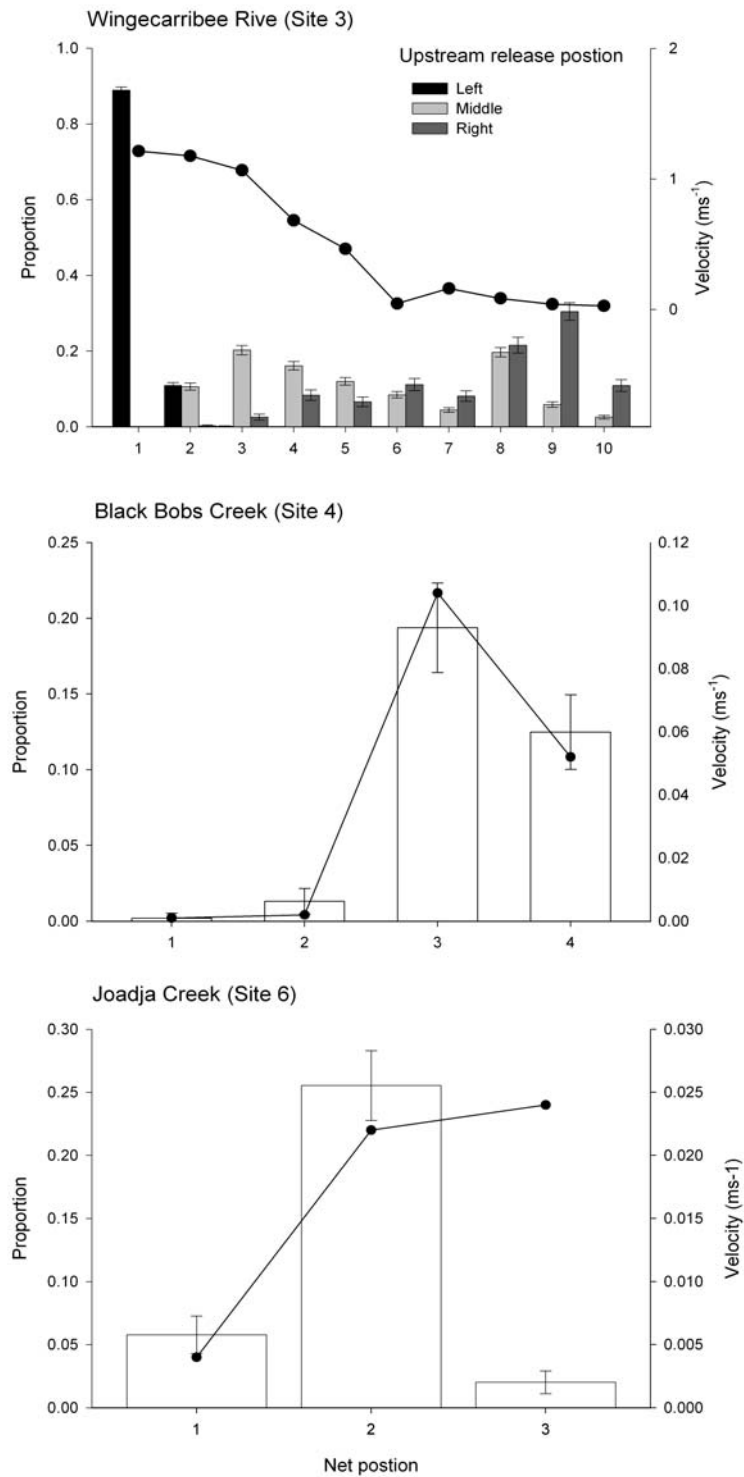 Wingecarribee Rive (Site 3)
Upstream release postion
Left
Middle
Right
1.0
0.8
0.6
0.4
0.2
0.0
Proportion
2
1
0
Velocity (ms-1)
1 2 3 4 5 6 7 8 9 10
Black Bobs Creek (Site 4)
0.25
0.20
0.15
0.10
0.05
0.00
Proportion
0.12
0.10
0.08
0.06
0.04
0.02
0.00
Velocity (ms-1)
1 2 3 4
Joadja Creek (Site 6)
0.30
0.25
0.20
0.15
0.10
0.05
0.00
Proportion
0.030
0.025
0.020
0.015
0.010
0.005
0.000
Velocity (ms-1)
1 2 3
Net postion